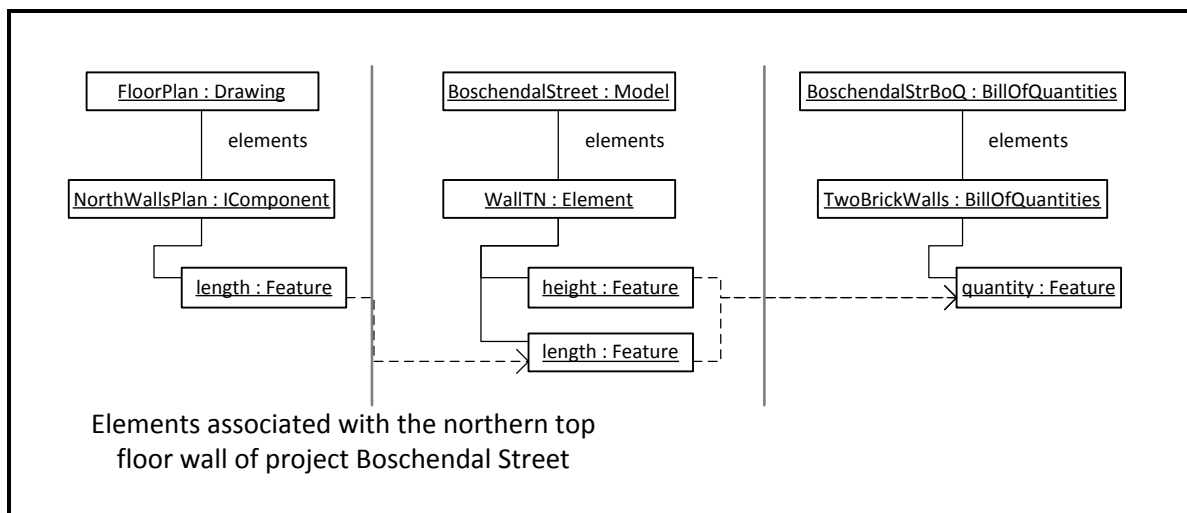 FloorPlan : Drawing
BoschendalStreet : Model
BoschendalStrBoQ : BillOfQuantities
elements
elements
elements
NorthWallsPlan : IComponent
WallTN : Element
TwoBrickWalls : BillOfQuantities
length : Feature
height : Feature
quantity : Feature
length : Feature
Elements associated with the northern top
floor wall of project Boschendal Street